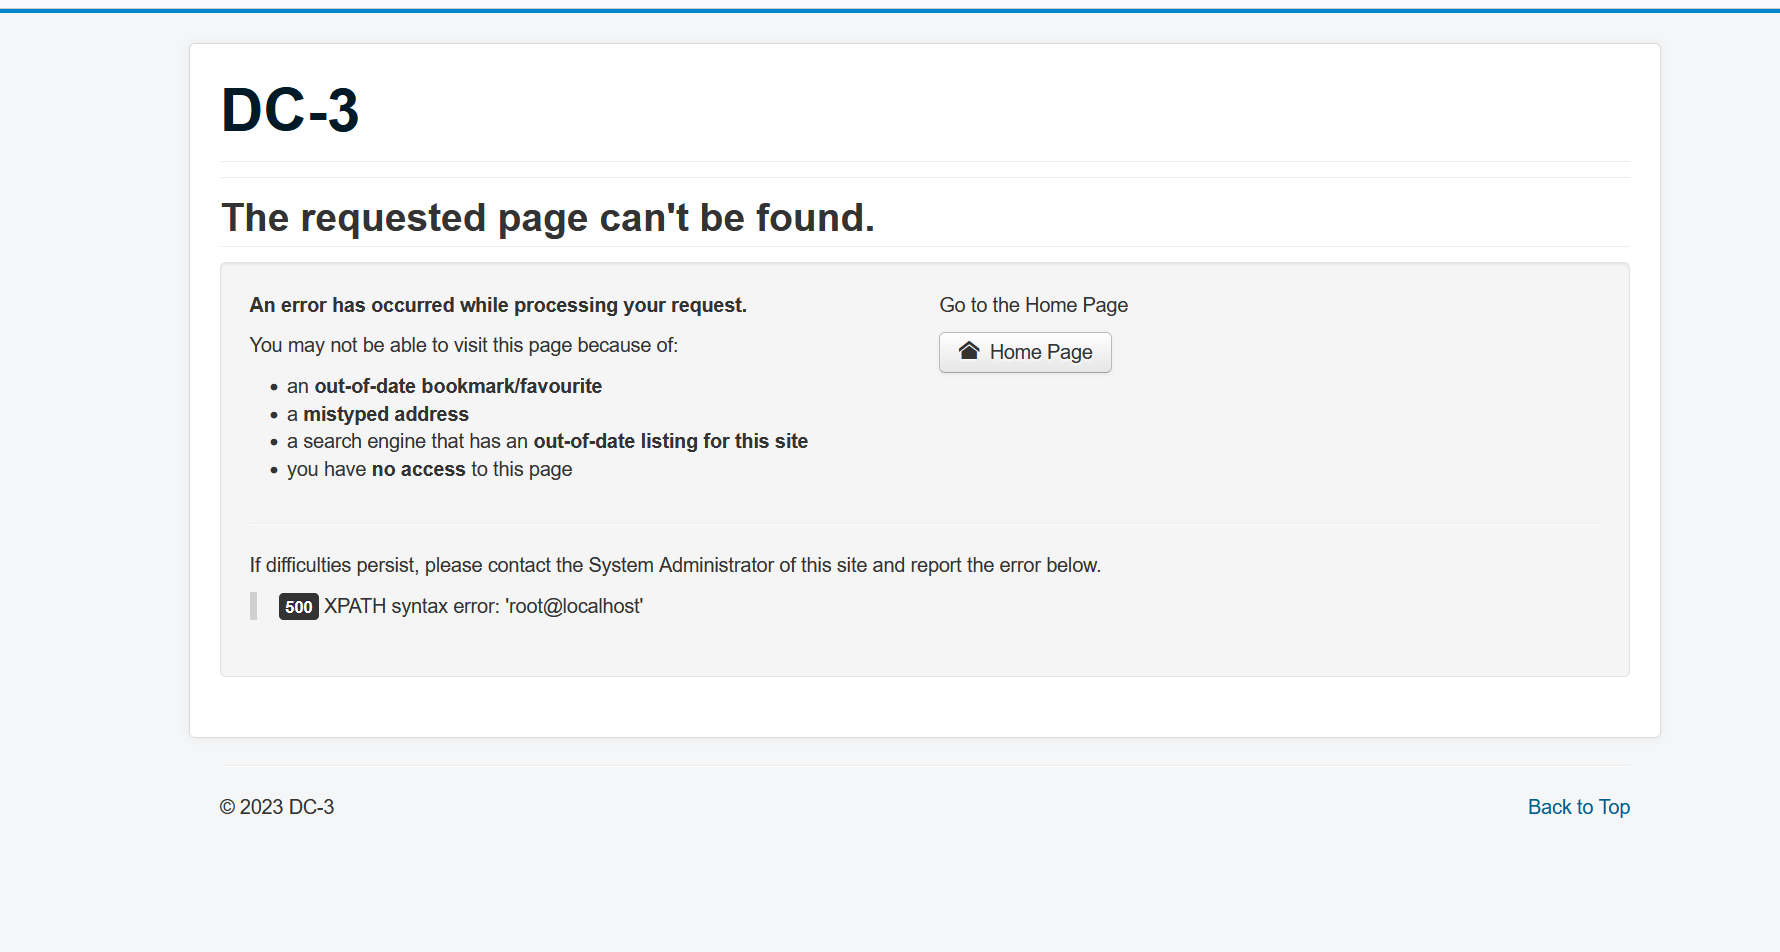 DC-3
The requested page can't be found.
An error has occurred while processing your request.
You may not be able to visit this page because of:
an out-of-date bookmark/favourite
a mistyped address
a search engine that has an out-of-date listing for this site
you have no access to this page
Go to the Home Page
Home Page
If difficulties persist, please contact the System Administrator of this site and report the error below.
500 XPATH syntax error: 'root@localhost'
© 2023 DC-3
Back to Top